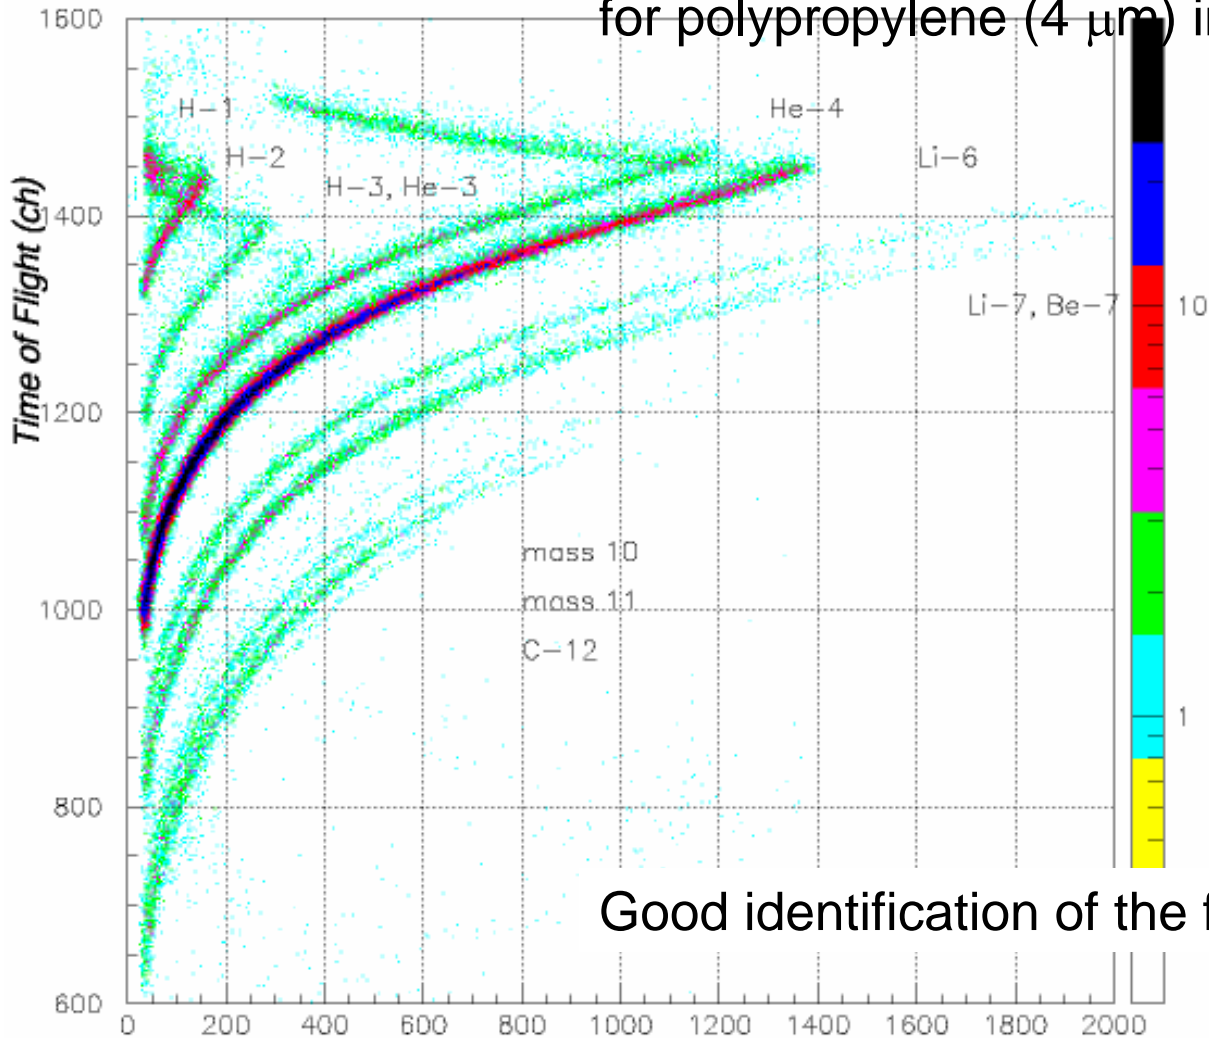 for polypropylene (4 μm) i
1600
H-1
He-4
H-2
Li-6
H-3, He-3
1400
Time of Flight (ch)
Li-7, Be-7
10
1200
mass 10
1000
mass 11
C-12
1
800
Good identification of the f
600
0 200 400 600 800 1000 1200 1400 1600 1800 2000